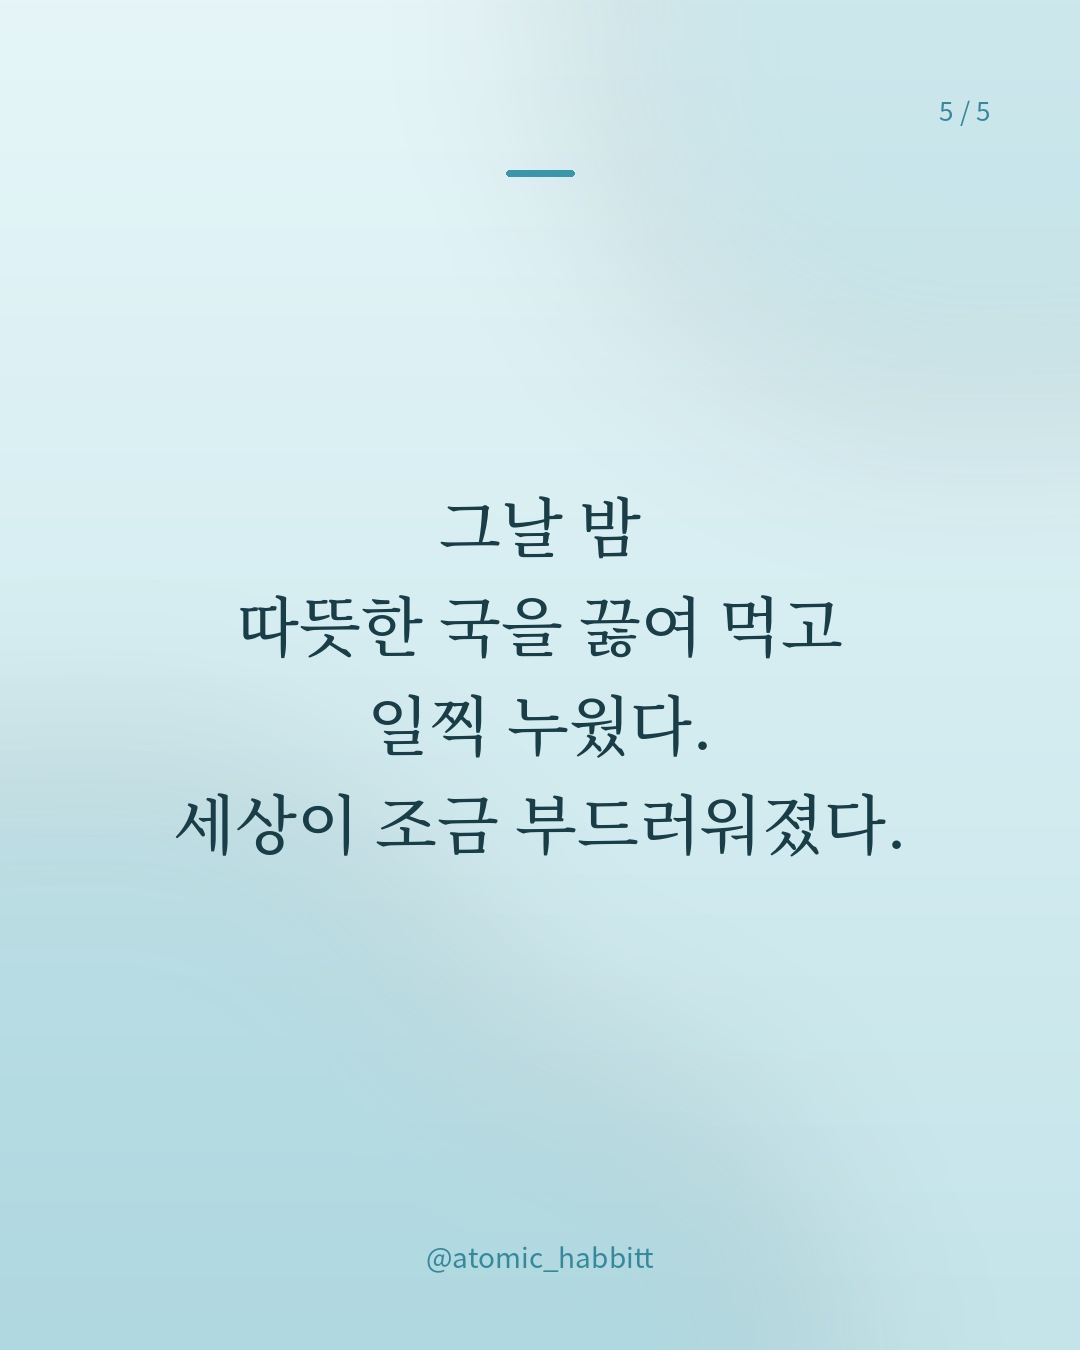 5 / 5
그날 밤
따뜻한 국을 끓여 먹고
일찍 누웠다.
세상이 조금 부드러워졌다.
@atomic_habbitt